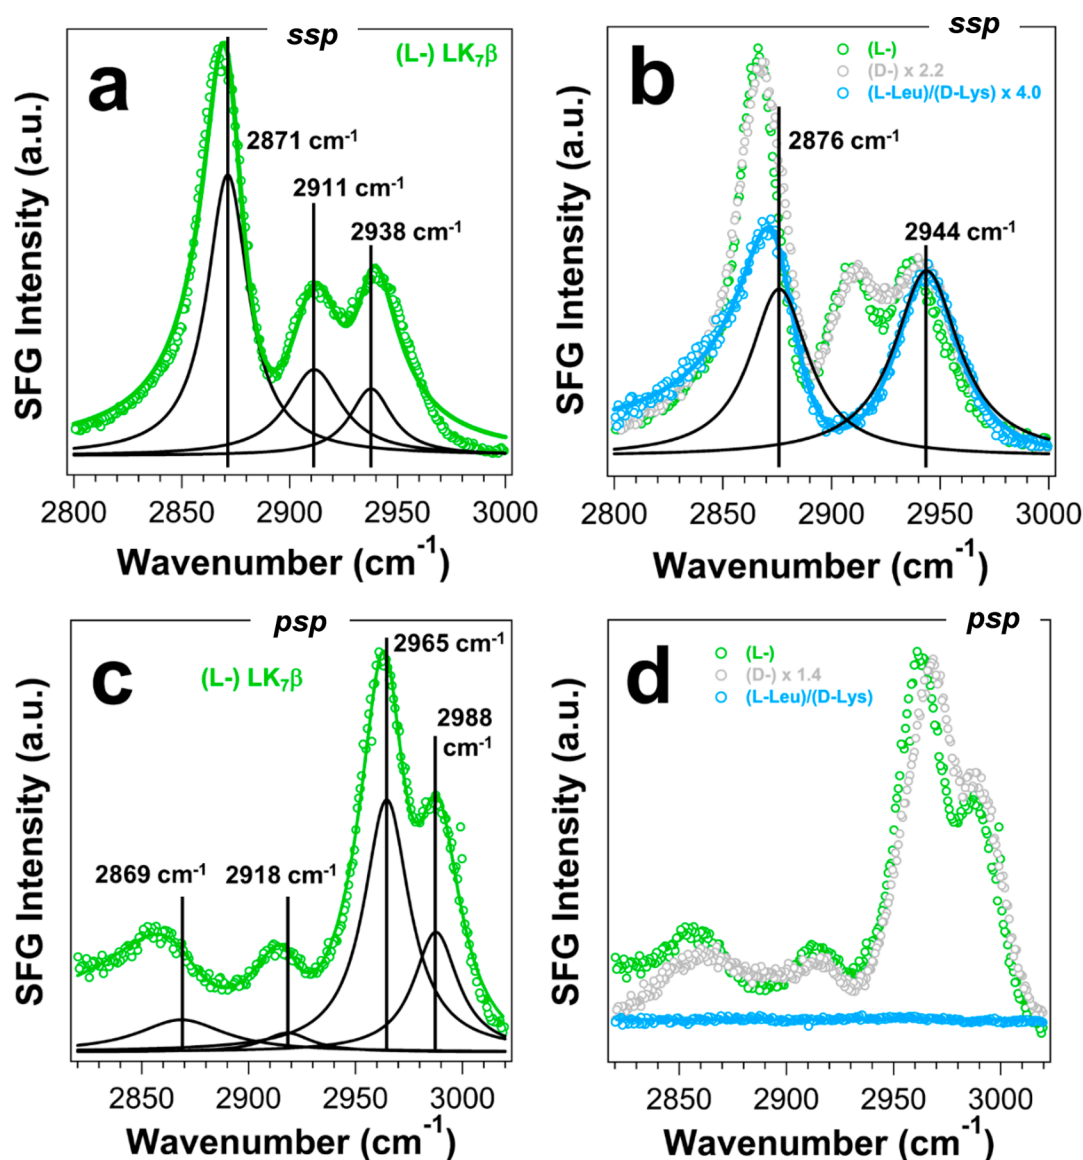 ssp
a
(L-) LK₇β
2871 cm⁻¹
2911 cm⁻¹
2938 cm⁻¹
SFG Intensity (a.u.)
2800 2850 2900 2950 3000
Wavenumber (cm⁻¹)
ssp
b
(L-)
(D-) x 2.2
(L-Leu)/(D-Lys) x 4.0
2876 cm⁻¹
2944 cm⁻¹
SFG Intensity (a.u.)
2800 2850 2900 2950 3000
Wavenumber (cm⁻¹)
psp
c
(L-) LK₇β
2965 cm⁻¹
2988
cm⁻¹
2869 cm⁻¹
2918 cm⁻¹
SFG Intensity (a.u.)
2850 2900 2950 3000
Wavenumber (cm⁻¹)
psp
d
(L-)
(D-) x 1.4
(L-Leu)/(D-Lys)
SFG Intensity (a.u.)
2850 2900 2950 3000
Wavenumber (cm⁻¹)